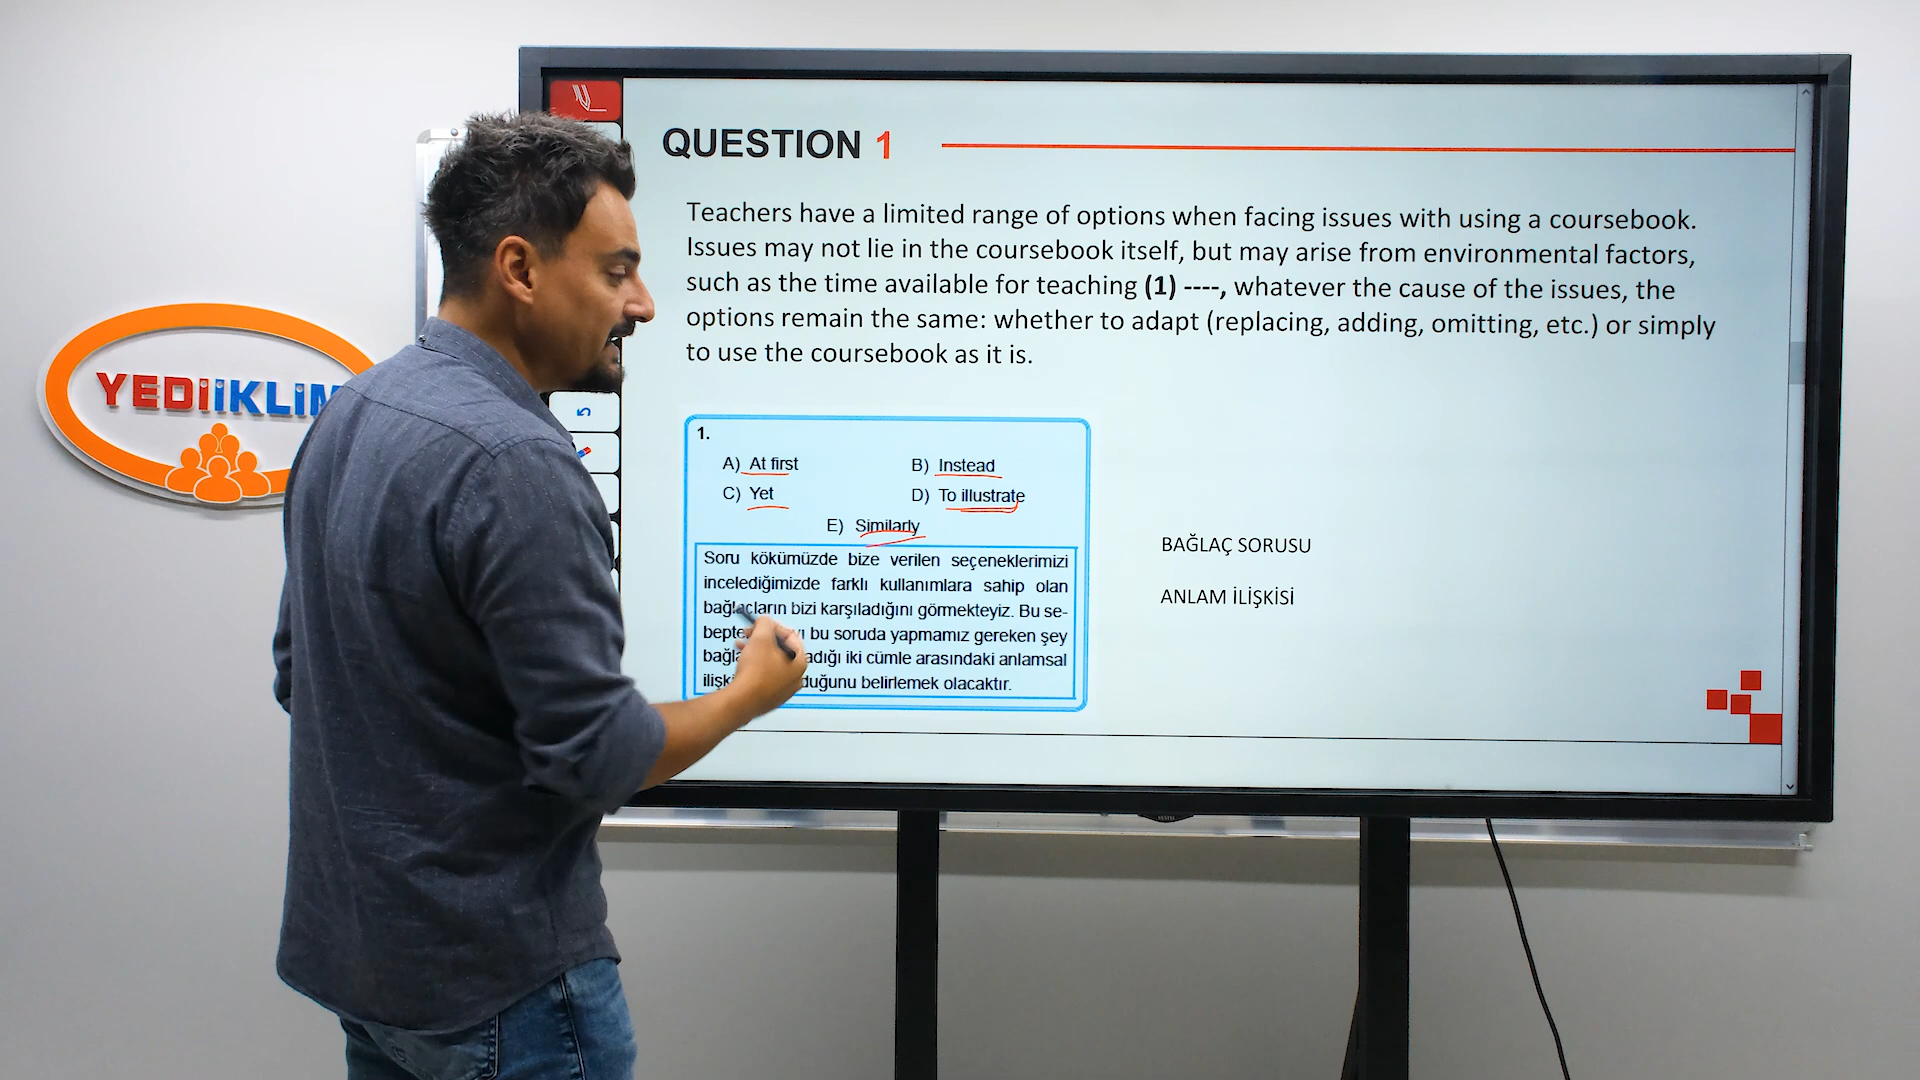 YEDiiKLiM
QUESTION 1
Teachers have a limited range of options when facing issues with using a coursebook.
Issues may not lie in the coursebook itself, but may arise from environmental factors,
such as the time available for teaching (1) ----, whatever the cause of the issues, the
options remain the same: whether to adapt (replacing, adding, omitting, etc.) or simply
to use the coursebook as it is.
1.
A) At first B) Instead
C) Yet D) To illustrate
E) Similarly
Soru kökümüzde bize verilen seçeneklerimizi
incelediğimizde farklı kullanımlara sahip olan
bağlaçların bizi karşıladığını görmekteyiz. Bu se-
bu soruda yapmamız gereken şey
iki cümle arasındaki anlamsal
belirlemek olacaktır.
BAĞLAÇ SORUSU
ANLAM İLİŞKİSİ